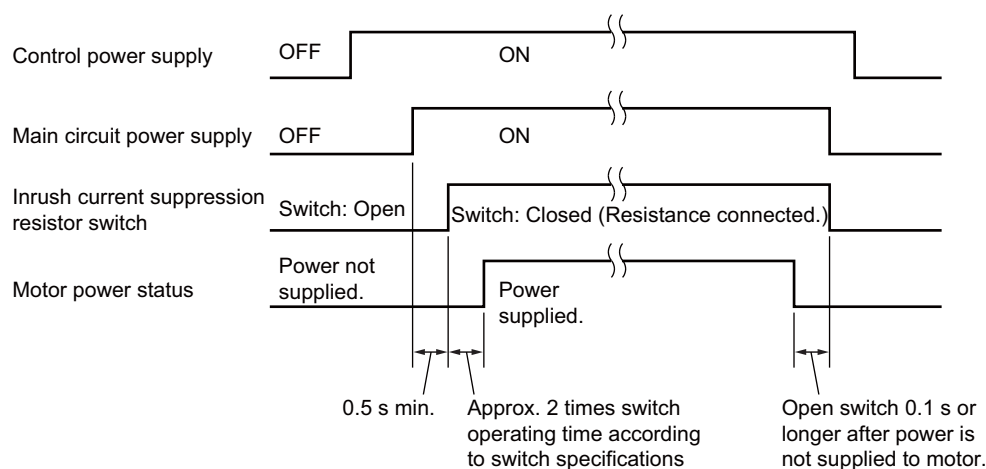 Control power supply
OFF
ON
Main circuit power supply
OFF
ON
Inrush current suppression
resistor switch
Switch: Open
Switch: Closed (Resistance connected.)
Motor power status
Power not
supplied.
Power
supplied.
0.5 s min.
Approx. 2 times switch
operating time according
to switch specifications
Open switch 0.1 s or
longer after power is
not supplied to motor.